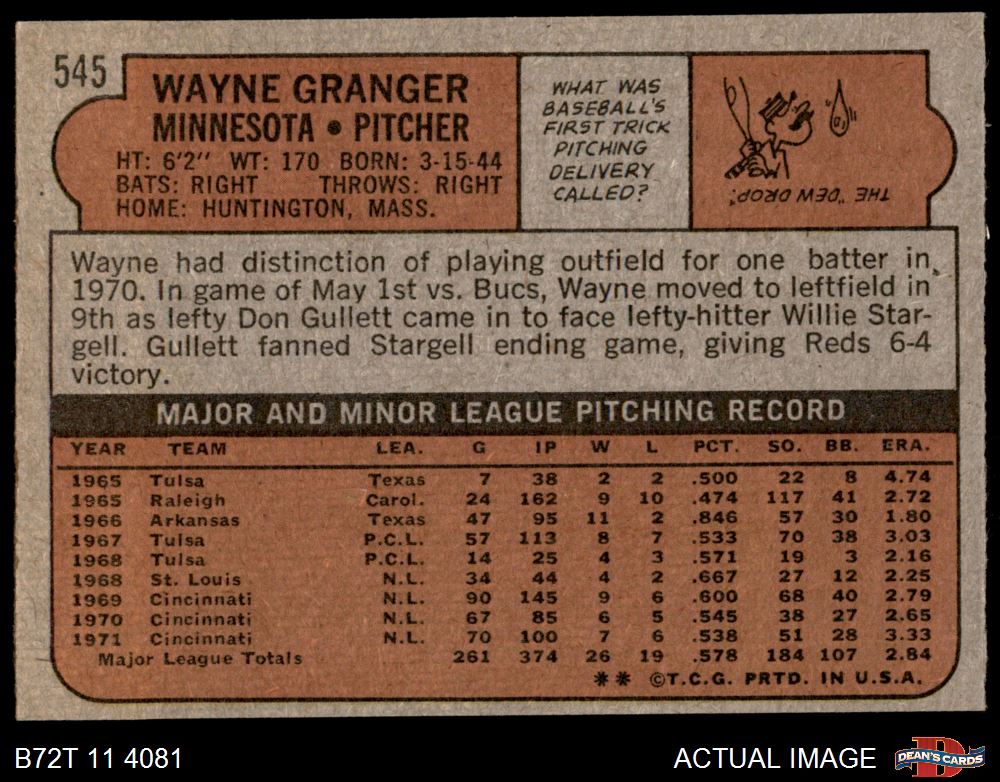 545
WAYNE GRANGER
MINNESOTA • PITCHER
HT: 6'2" WT: 170 BORN: 3-15-44
BATS: RIGHT THROWS: RIGHT
HOME: HUNTINGTON, MASS.
WHAT WAS
BASEBALL'S
FIRST TRICK
PITCHING
DELIVERY
CALLED?
THE "DEW DROP."
Wayne had distinction of playing outfield for one batter in
1970. In game of May 1st vs. Bucs, Wayne moved to leftfield in
9th as lefty Don Gullett came in to face lefty-hitter Willie Star-
gell. Gullett fanned Stargell ending game, giving Reds 6-4
victory.
MAJOR AND MINOR LEAGUE PITCHING RECORD
YEAR TEAM LEA. G IP W L PCT. SO. BB. ERA.
1965 Tulsa Texas 7 38 2 2 .500 22 8 4.74
1965 Raleigh Carol. 24 162 9 10 .474 117 41 2.72
1966 Arkansas Texas 47 95 11 2 .846 57 30 1.80
1967 Tulsa P.C.L. 57 113 8 7 .533 70 38 3.03
1968 Tulsa P.C.L. 14 25 4 3 .571 19 3 2.16
1968 St. Louis N.L. 34 44 4 2 .667 27 12 2.25
1969 Cincinnati N.L. 90 145 9 6 .600 68 40 2.79
1970 Cincinnati N.L. 67 85 6 5 .545 38 27 2.65
1971 Cincinnati N.L. 70 100 7 6 .538 51 28 3.33
Major League Totals 261 374 26 19 .578 184 107 2.84
** ©T.C.G. PRTD. IN U.S.A.
B72T 11 4081
ACTUAL IMAGE
D
DEAN'S CARDS